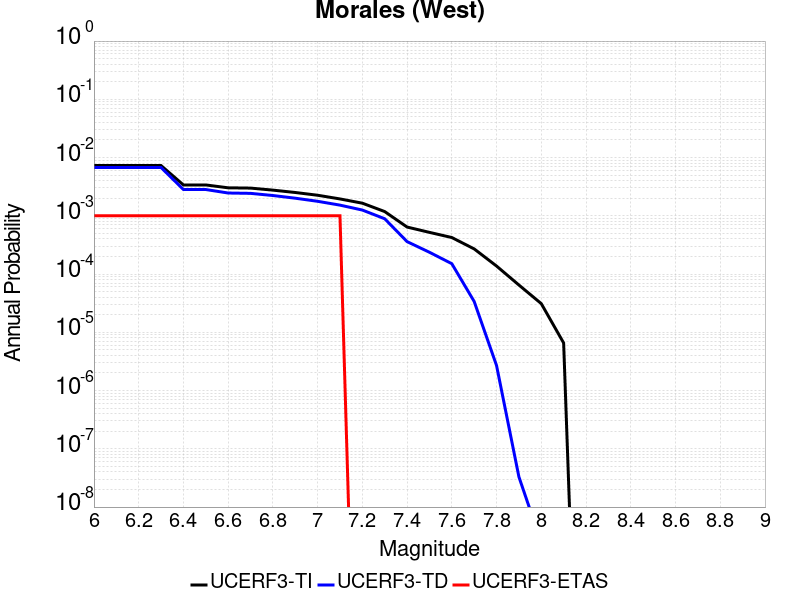 Morales (West)
10^0
10^-1
10^-2
10^-3
10^-4
10^-5
10^-6
10^-7
10^-8
Annual Probability
6 6.2 6.4 6.6 6.8 7 7.2 7.4 7.6 7.8 8 8.2 8.4 8.6 8.8 9
Magnitude
UCERF3-TI UCERF3-TD UCERF3-ETAS